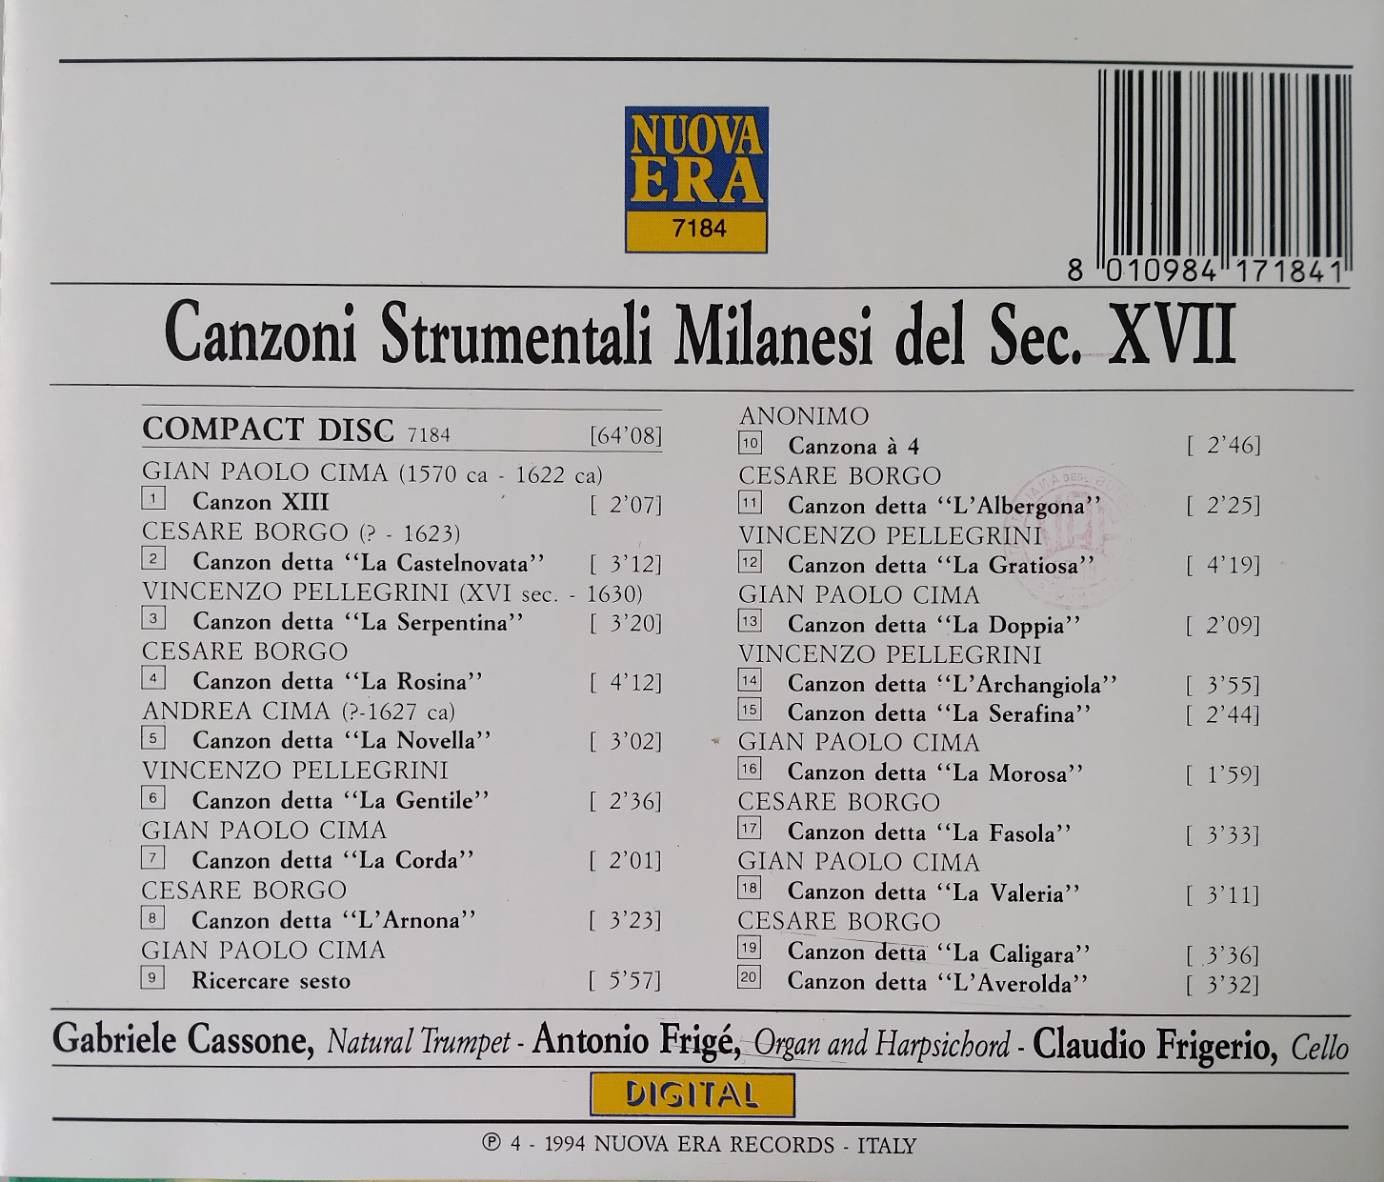 NUOVA
ERA
7184
8 010984 171841
Canzoni Strumentali Milanesi del Sec. XVII
COMPACT DISC 7184 [64'08]
GIAN PAOLO CIMA (1570 ca - 1622 ca)
1 Canzon XIII [ 2'07]
CESARE BORGO (? - 1623)
2 Canzon detta ‘‘La Castelnovata’’ [ 3'12]
VINCENZO PELLEGRINI (XVI sec. - 1630)
3 Canzon detta ‘‘La Serpentina’’ [ 3'20]
CESARE BORGO
4 Canzon detta ‘‘La Rosina’’ [ 4'12]
ANDREA CIMA (?-1627 ca)
5 Canzon detta ‘‘La Novella’’ [ 3'02]
VINCENZO PELLEGRINI
6 Canzon detta ‘‘La Gentile’’ [ 2'36]
GIAN PAOLO CIMA
7 Canzon detta ‘‘La Corda’’ [ 2'01]
CESARE BORGO
8 Canzon detta ‘‘L'Arnona’’ [ 3'23]
GIAN PAOLO CIMA
9 Ricercare sesto [ 5'57]
ANONIMO
10 Canzona à 4 [ 2'46]
CESARE BORGO
11 Canzon detta ‘‘L'Albergona’’ [ 2'25]
VINCENZO PELLEGRINI
12 Canzon detta ‘‘La Gratiosa’’ [ 4'19]
GIAN PAOLO CIMA
13 Canzon detta ‘‘La Doppia’’ [ 2'09]
VINCENZO PELLEGRINI
14 Canzon detta ‘‘L'Archangiola’’ [ 3'55]
15 Canzon detta ‘‘La Serafina’’ [ 2'44]
GIAN PAOLO CIMA
16 Canzon detta ‘‘La Morosa’’ [ 1'59]
CESARE BORGO
17 Canzon detta ‘‘La Fasola’’ [ 3'33]
GIAN PAOLO CIMA
18 Canzon detta ‘‘La Valeria’’ [ 3'11]
CESARE BORGO
19 Canzon detta ‘‘La Caligara’’ [ 3'36]
20 Canzon detta ‘‘L'Averolda’’ [ 3'32]
Gabriele Cassone, Natural Trumpet - Antonio Frigé, Organ and Harpsichord - Claudio Frigerio, Cello
DIGITAL
℗ 4 - 1994 NUOVA ERA RECORDS - ITALY